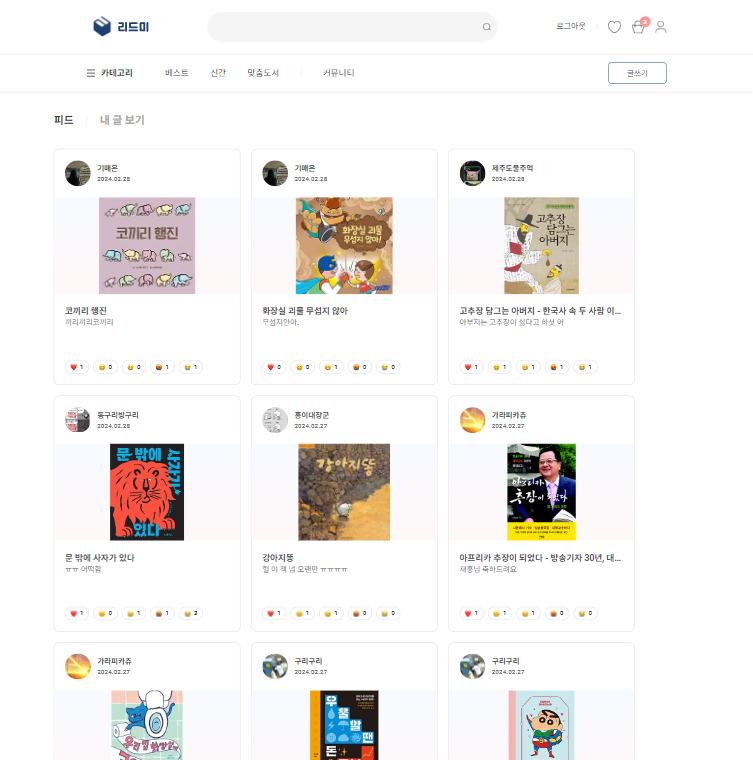 리드미
로그아웃
3
카테고리
베스트
신간
맞춤도서
커뮤니티
글쓰기
피드
내 글 보기
기매은
2024.02.28
코끼리 행진
코끼리 행진
끼리끼리코끼리
1 0 0 1 1
기매은
2024.02.28
화장실 괴물
무섭지 않아!
화장실 괴물 무섭지 않아
무섭지안아.
0 0 1 0 0
제주도물주먹
2024.02.28
고추장
담그는
아버지
고추장 담그는 아버지 - 한국사 속 두 사람 이...
아부지는 고추장이 싫다고 하셧 어
1 1 1 1 1
동구리방구리
2024.02.28
문 밖에
사자가
있다
문 밖에 사자가 있다
ㅠㅠ 어떡함
1 0 1 1 2
홍이대장군
2024.02.27
강아지똥
강아지똥
헐 이 책 넘 오랜만 ㅠㅠㅠㅠ
1 1 1 0 0
가라피카츄
2024.02.27
아프리카
추장이 되었다
아프리카 추장이 되었다 - 방송기자 30년, 대...
재홍님 축하드려요
1 1 1 0 0
가라피카츄
2024.02.27
구리구리
2024.02.27
우울할 땐
돈
구리구리
2024.02.27